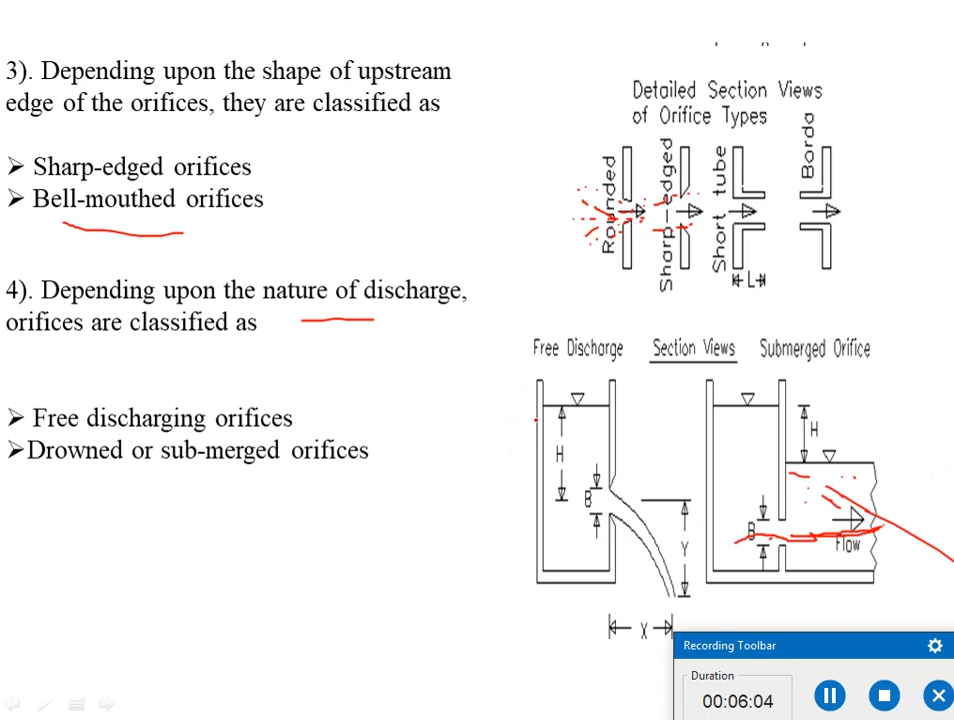 3). Depending upon the shape of upstream
edge of the orifices, they are classified as
➤ Sharp-edged orifices
➤ Bell-mouthed orifices
4). Depending upon the nature of discharge,
orifices are classified as
➤ Free discharging orifices
➤Drowned or sub-merged orifices
Detailed Section Views
of Orifice Types
Rounded
Sharp-edged
Short tube
Borda
L
Free Discharge
Section Views
Submerged Orifice
H
B
Y
X
H
B
Flow
Recording Toolbar
Duration
00:06:04